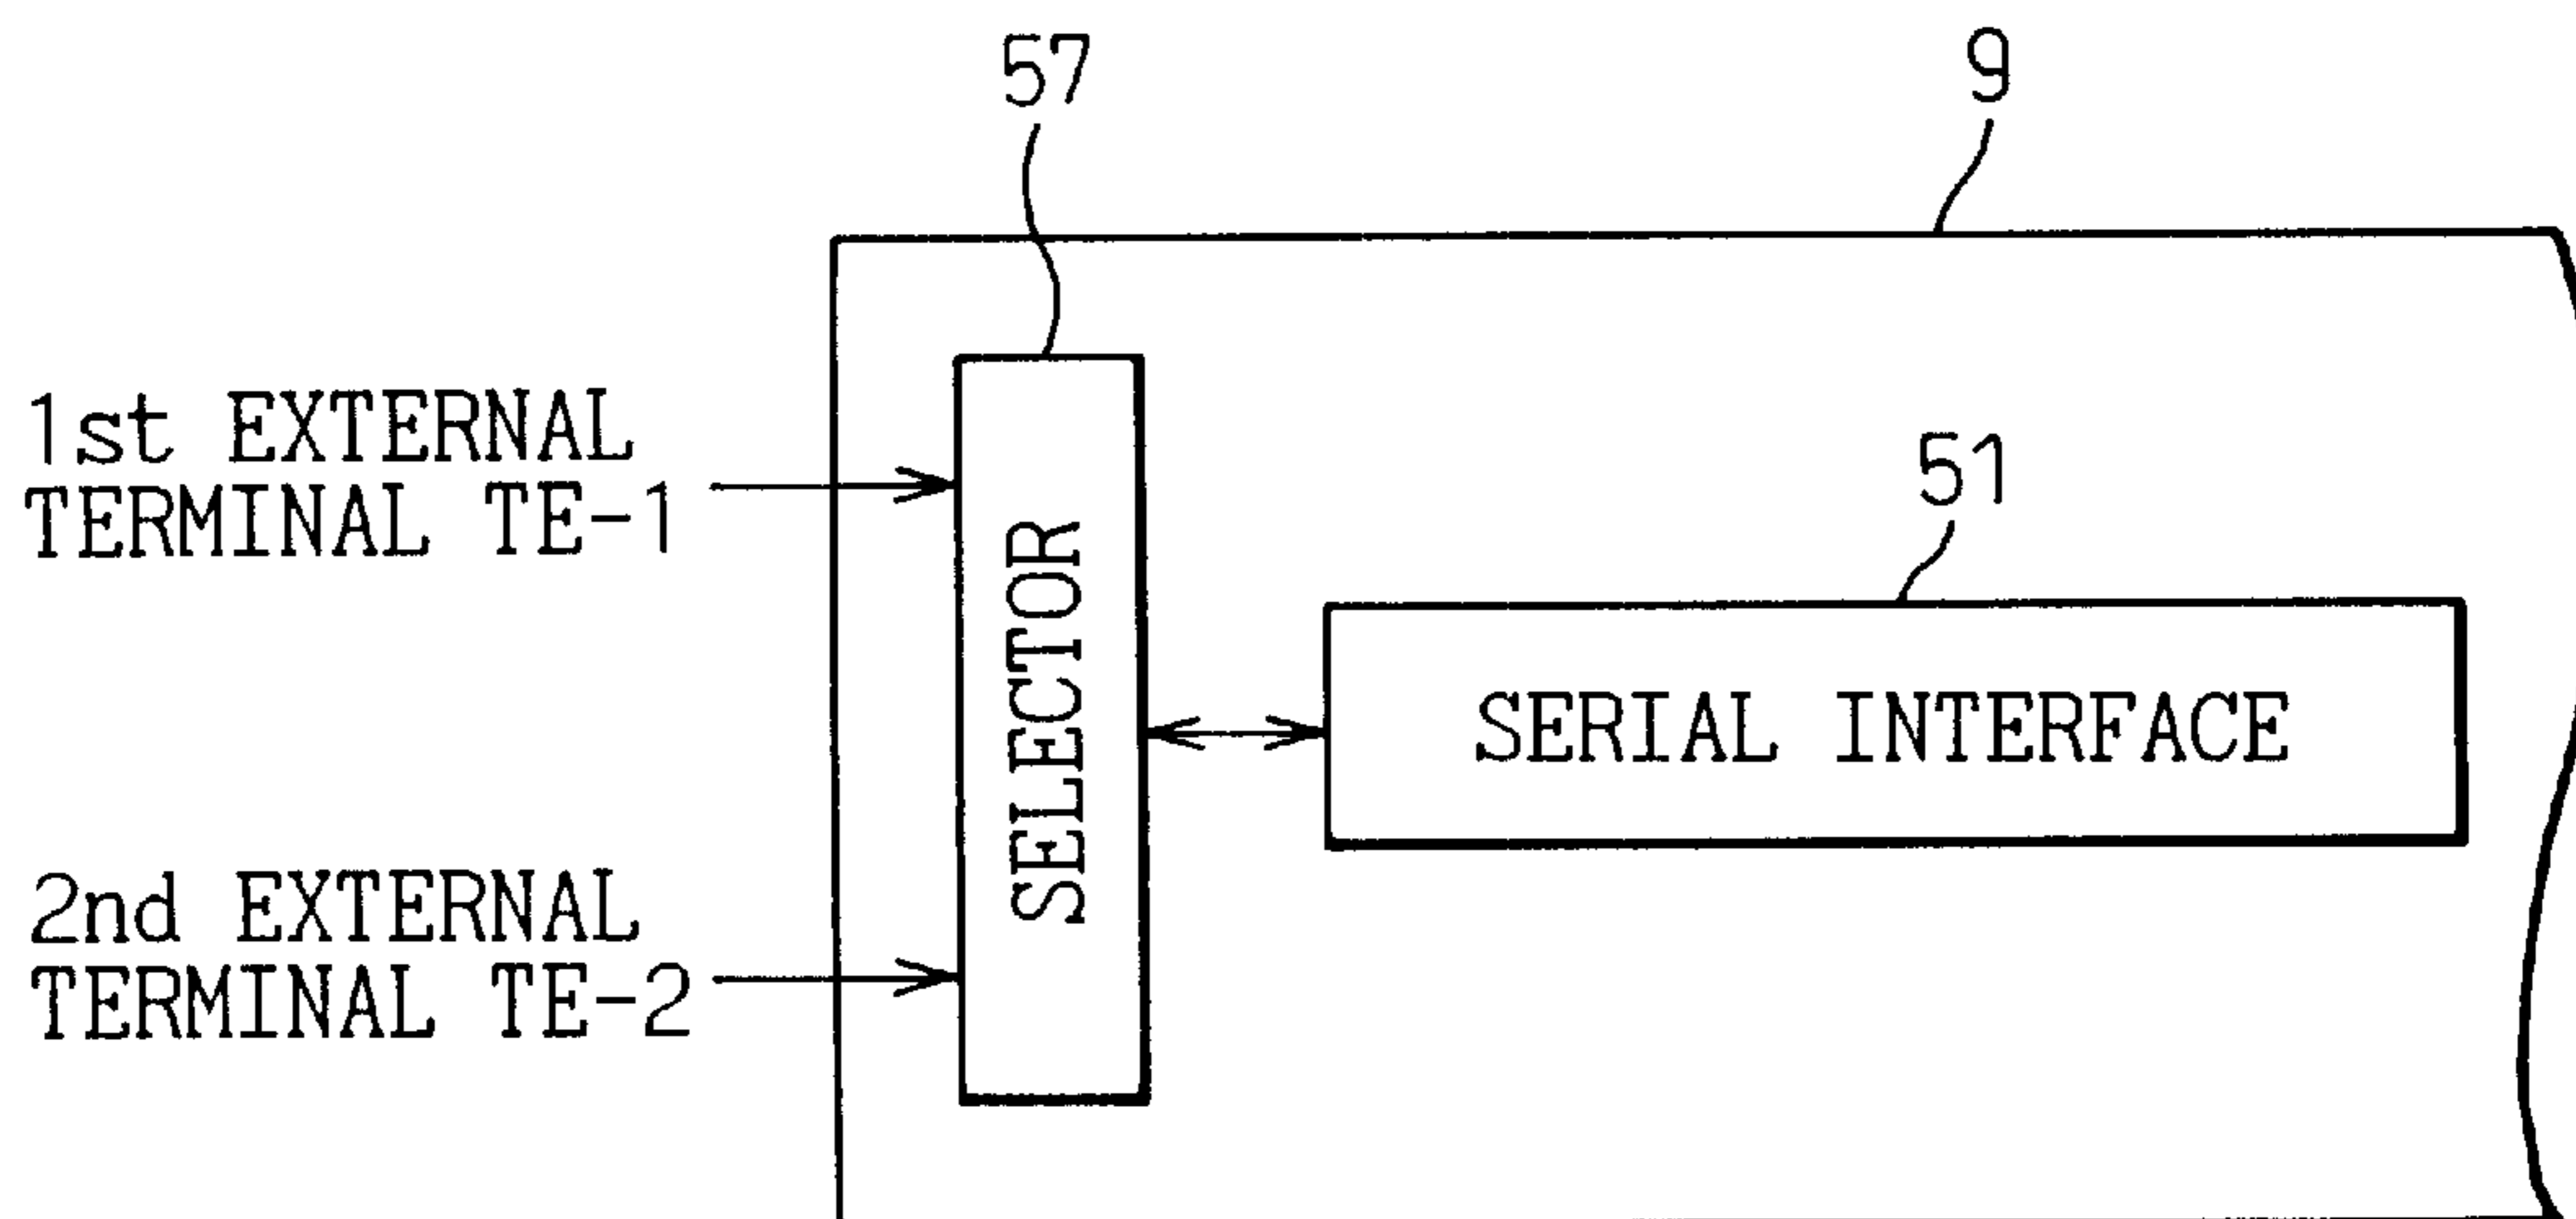 57
9
1st EXTERNAL
TERMINAL TE-1
51
SELECTOR
SERIAL INTERFACE
2nd EXTERNAL
TERMINAL TE-2